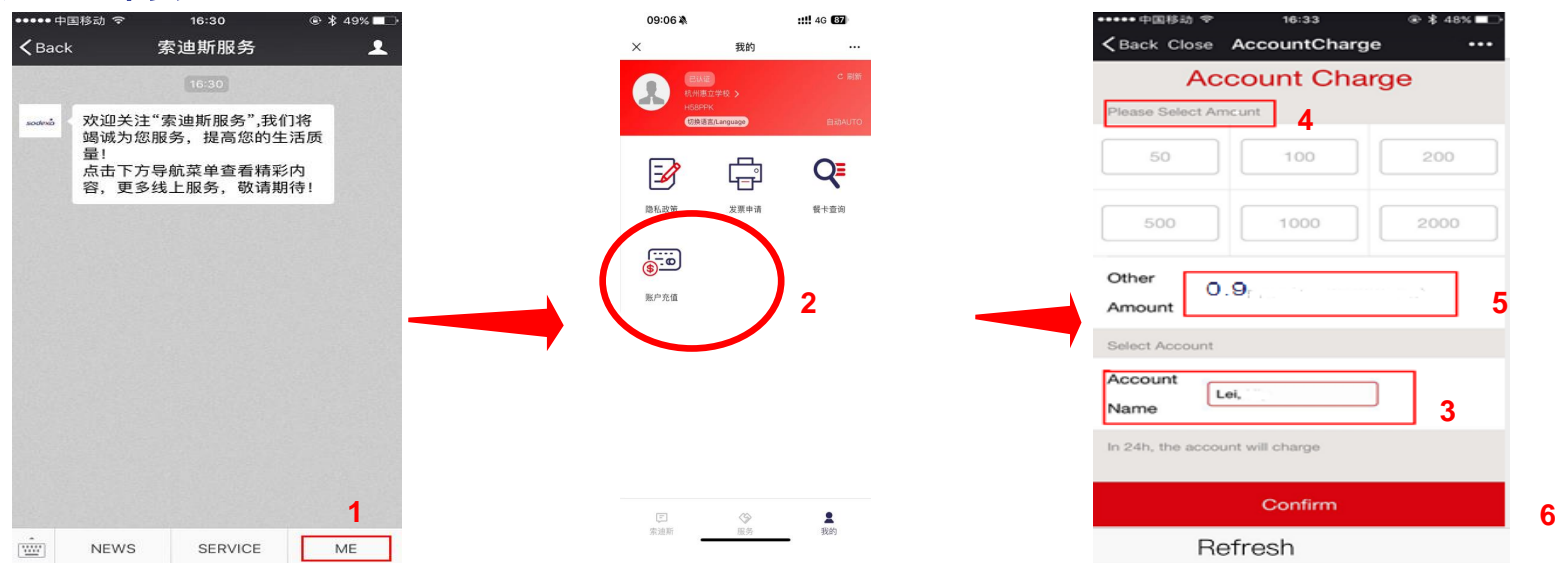 中国移动 16:30 49%
Back 索迪斯服务
16:30
sodexo
欢迎关注“索迪斯服务”,我们将
竭诚为您服务，提高您的生活质
量!
点击下方导航菜单查看精彩内
容，更多线上服务，敬请期待!
1
NEWS SERVICE ME
09:06 4G 87
× 我的 ...
已认证 刷新
杭州惠立学校 >
H5BPPK
切换语言/Language 自动AUTO
隐私政策 发票申请 餐卡查询
$
账户充值
2
索迪斯 服务 我的
中国移动 16:33 48%
Back Close AccountCharge ...
Account Charge
Please Select Amount
4
50 100 200
500 1000 2000
Other
Amount
0.9
5
Select Account
Account
Name
Lei,
3
In 24h, the account will charge
Confirm
6
Refresh